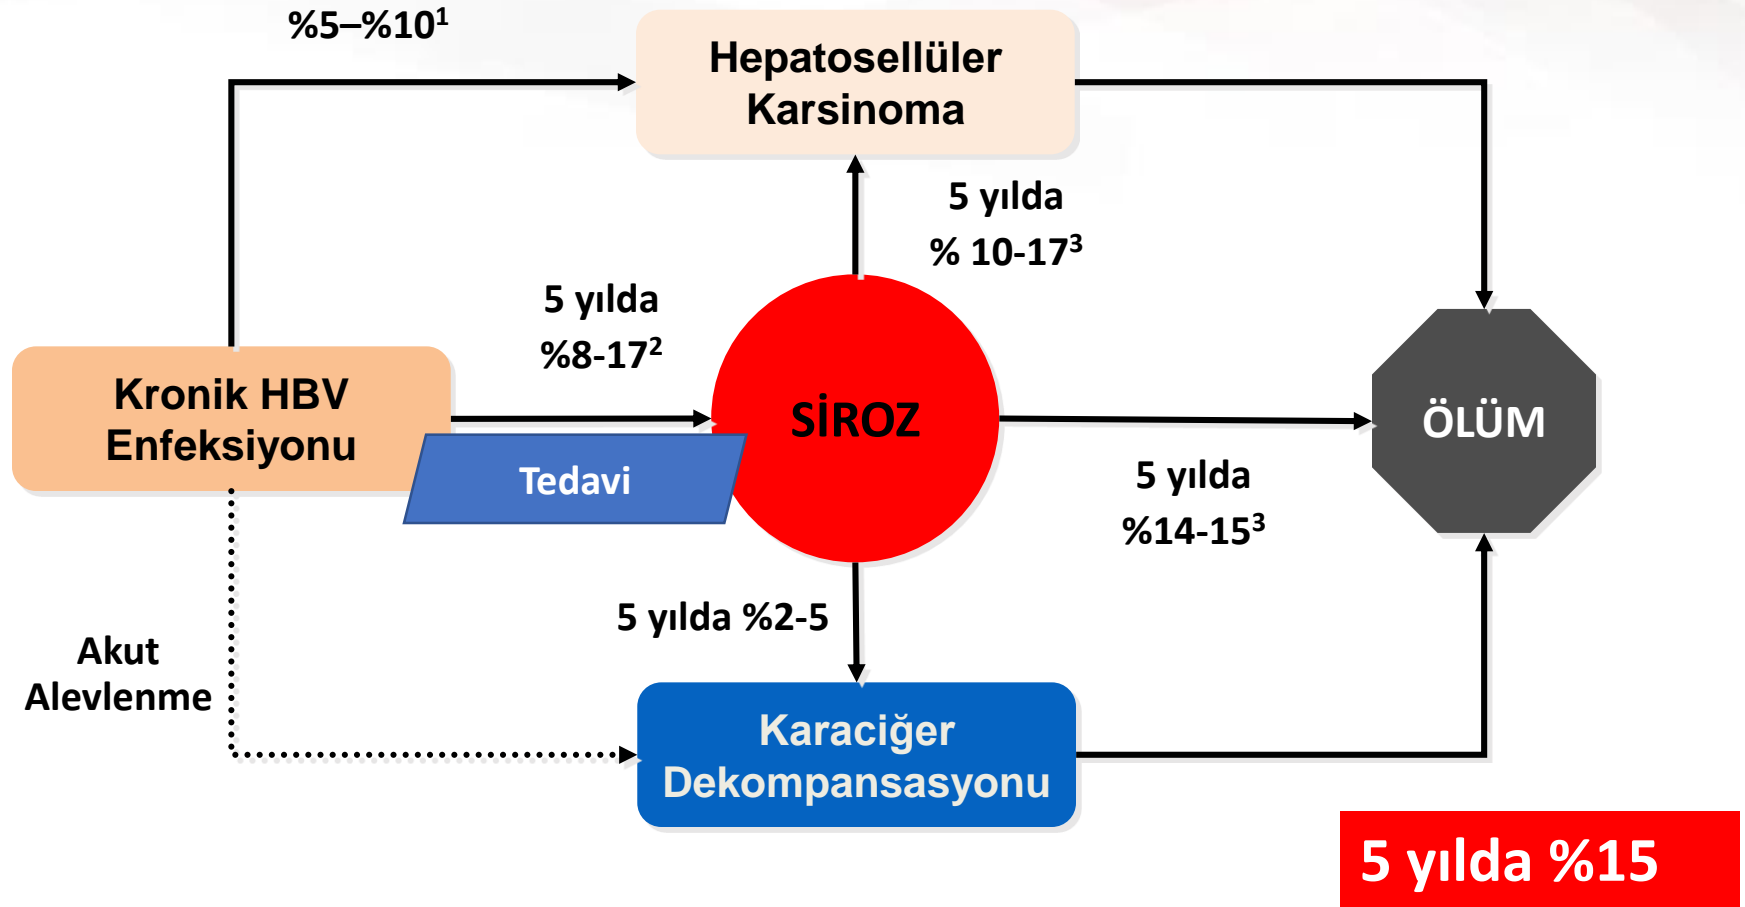 %5–%10¹
Hepatosellüler
Karsinoma
5 yılda
% 10-17³
5 yılda
%8-17²
Kronik HBV
Enfeksiyonu
SİROZ
ÖLÜM
Tedavi
5 yılda
%14-15³
5 yılda %2-5
Akut
Alevlenme
Karaciğer
Dekompansasyonu
5 yılda %15